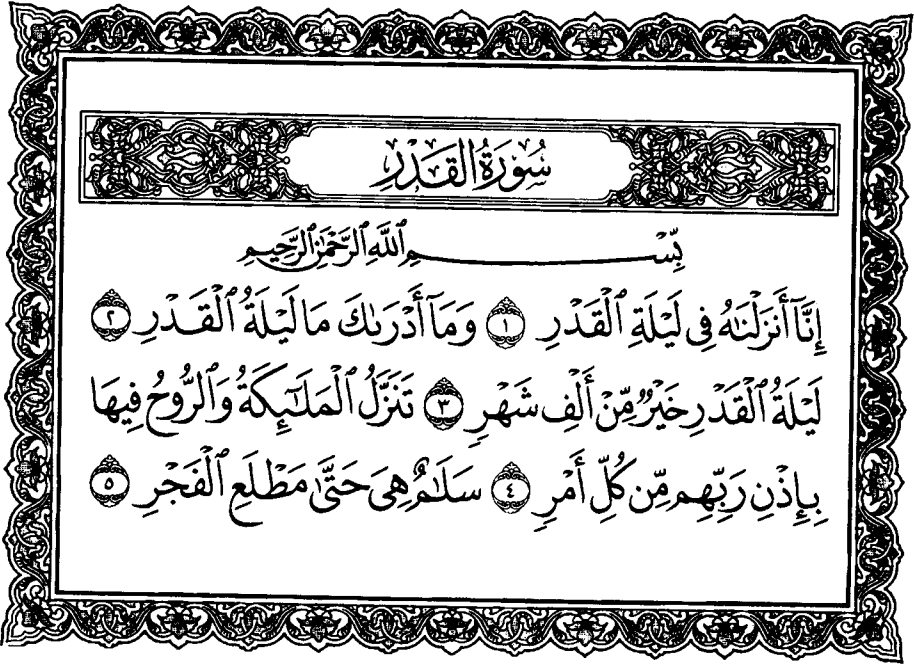 سُورَةُ القَدْرِ
بِّسْمِ ٱللَّهِ ٱلرَّحْمَٰنِ ٱلرَّحِيمِ
إِنَّآ أَنزَلْنَٰهُ فِى لَيْلَةِ ٱلْقَدْرِ ١ وَمَآ أَدْرَىٰكَ مَا لَيْلَةُ ٱلْقَدْرِ ٢
لَيْلَةُ ٱلْقَدْرِ خَيْرٌ مِّنْ أَلْفِ شَهْرٍ ٣ تَنَزَّلُ ٱلْمَلَٰٓئِكَةُ وَٱلرُّوحُ فِيهَا
بِإِذْنِ رَبِّهِم مِّن كُلِّ أَمْرٍ ٤ سَلَٰمٌ هِىَ حَتَّىٰ مَطْلَعِ ٱلْفَجْرِ ٥